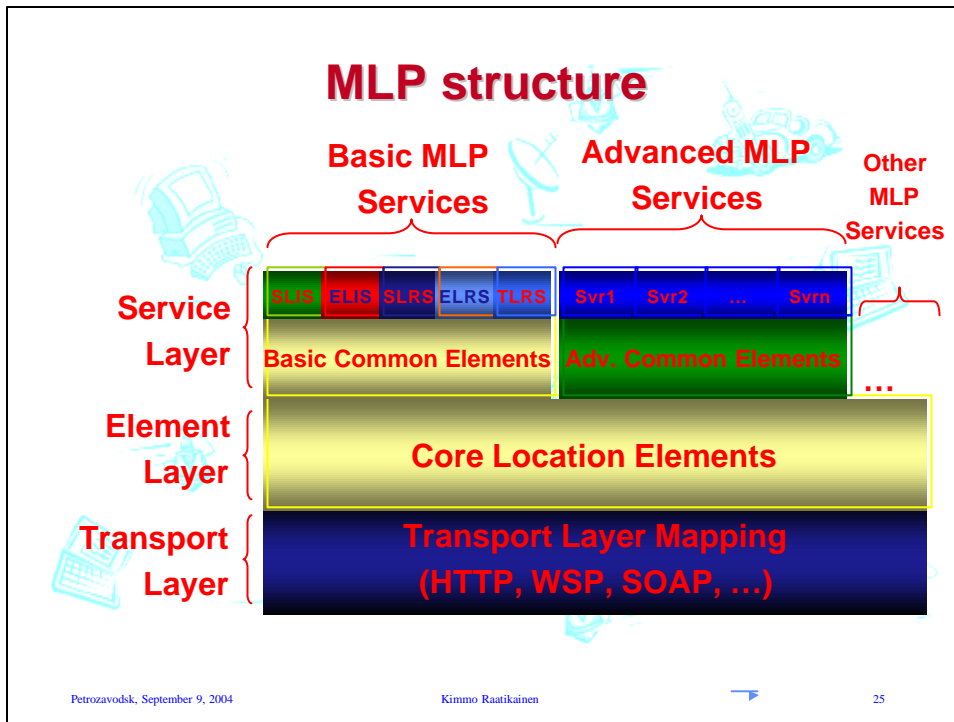 MLP structure
Basic MLP
Services
Advanced MLP
Services
Other
MLP
Services
Service
Layer
SLIS ELIS SLRS ELRS TLRS Svr1 Svr2 … Svrn
Basic Common Elements Adv. Common Elements
…
Element
Layer
Core Location Elements
Transport
Layer
Transport Layer Mapping
(HTTP, WSP, SOAP, …)
Petrozavodsk, September 9, 2004 Kimmo Raatikainen 25